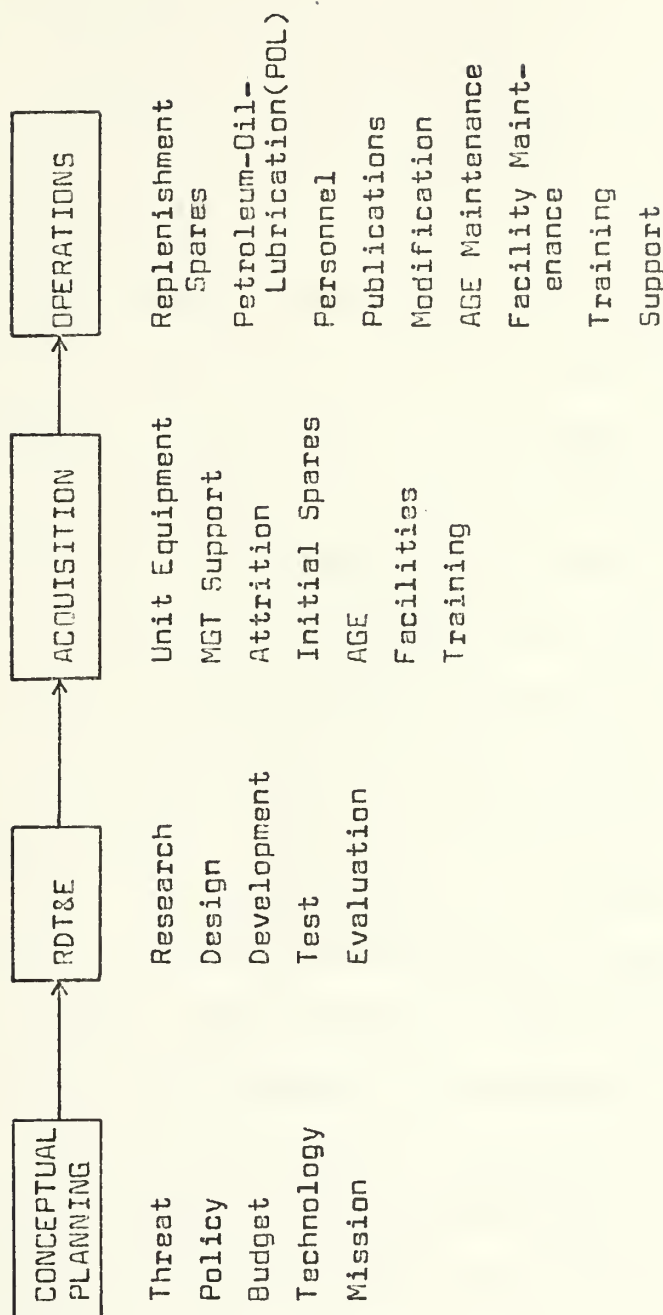 CONCEPTUAL
PLANNING
Threat
Policy
Budget
Technology
Mission
RDT&E
Research
Design
Development
Test
Evaluation
ACQUISITION
Unit Equipment
MGT Support
Attrition
Initial Spares
AGE
Facilities
Training
OPERATIONS
Replenishment
Spares
Petroleum-Oil-
Lubrication(POL)
Personnel
Publications
Modification
AGE Maintenance
Facility Maint-
enance
Training
Support